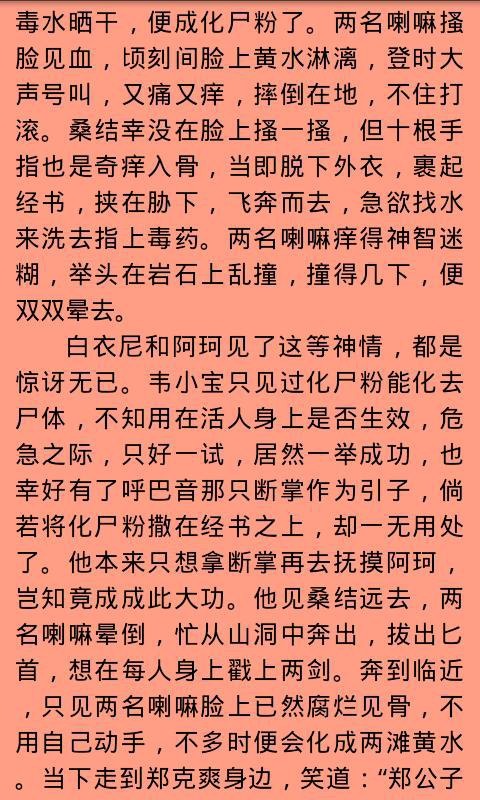 毒水晒干，便成化尸粉了。两名喇嘛搔
脸见血，顷刻间脸上黄水淋漓，登时大
声号叫，又痛又痒，摔倒在地，不住打
滚。桑结幸没在脸上搔一搔，但十根手
指也是奇痒入骨，当即脱下外衣，裹起
经书，挟在胁下，飞奔而去，急欲找水
来洗去指上毒药。两名喇嘛痒得神智迷
糊，举头在岩石上乱撞，撞得几下，便
双双晕去。
白衣尼和阿珂见了这等神情，都是
惊讶无已。韦小宝只见过化尸粉能化去
尸体，不知用在活人身上是否生效，危
急之际，只好一试，居然一举成功，也
幸好有了呼巴音那只断掌作为引子，倘
若将化尸粉撒在经书之上，却一无用处
了。他本来只想拿断掌再去抚摸阿珂，
岂知竟成成此大功。他见桑结远去，两
名喇嘛晕倒，忙从山洞中奔出，拔出匕
首，想在每人身上戳上两剑。奔到临近
，只见两名喇嘛脸上已然腐烂见骨，不
用自己动手，不多时便会化成两滩黄水
。当下走到郑克爽身边，笑道：“郑公子